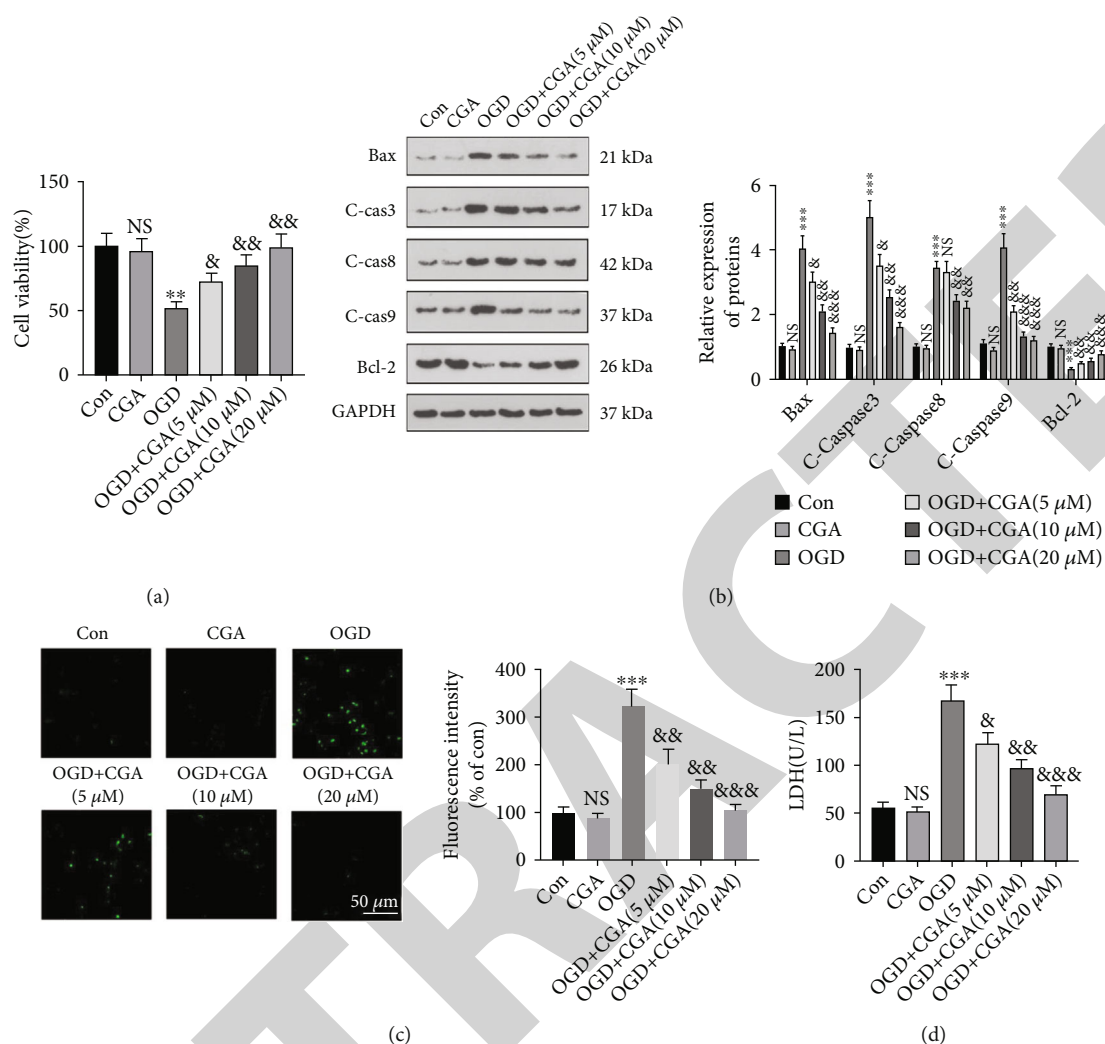 Cell viability(%)
150
100
50
0
NS
**
&
&&
&&
Con
CGA
OGD
OGD+CGA(5 µM)
OGD+CGA(10 µM)
OGD+CGA(20 µM)
(a)
Con
CGA
OGD
OGD+CGA(5 µM)
OGD+CGA(10 µM)
OGD+CGA(20 µM)
Bax 21 kDa
C-cas3 17 kDa
C-cas8 42 kDa
C-cas9 37 kDa
Bcl-2 26 kDa
GAPDH 37 kDa
Relative expression
of proteins
6
4
2
0
NS
***
&
&&
&&&
NS
***
&
&&
&&&
NS
***
NS
&&
&&
NS
***
&&
&&&
&&&
NS
***
&&
&&
&&&
Bax
C-Caspase3
C-Caspase8
C-Caspase9
Bcl-2
Con
CGA
OGD
OGD+CGA(5 µM)
OGD+CGA(10 µM)
OGD+CGA(20 µM)
(b)
Con
CGA
OGD
OGD+CGA
(5 µM)
OGD+CGA
(10 µM)
OGD+CGA
(20 µM)
50 µm
Fluorescence intensity
(% of con)
400
300
200
100
0
NS
***
&&
&&
&&&
Con
CGA
OGD
OGD+CGA(5 µM)
OGD+CGA(10 µM)
OGD+CGA(20 µM)
(c)
LDH(U/L)
200
150
100
50
0
NS
***
&
&&
&&&
Con
CGA
OGD
OGD+CGA(5 µM)
OGD+CGA(10 µM)
OGD+CGA(20 µM)
(d)